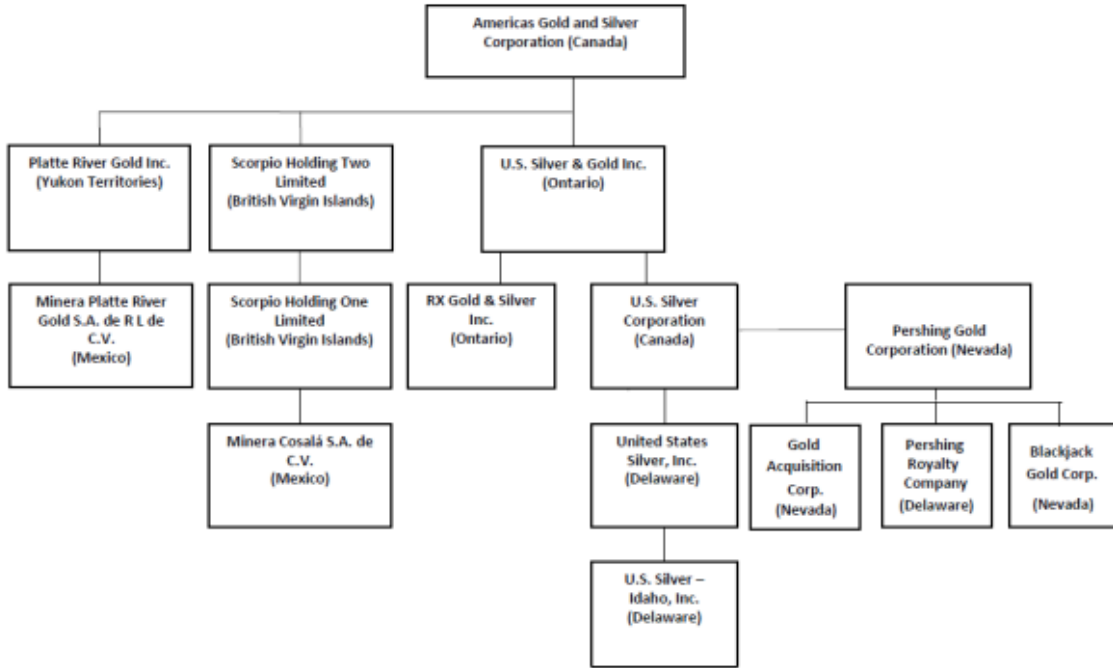 Americas Gold and Silver
Corporation (Canada)
Platte River Gold Inc.
(Yukon Territories)
Scorpio Holding Two
Limited
(British Virgin Islands)
U.S. Silver & Gold Inc.
(Ontario)
Minera Platte River
Gold S.A. de R L de
C.V.
(Mexico)
Scorpio Holding One
Limited
(British Virgin Islands)
RX Gold & Silver
Inc.
(Ontario)
U.S. Silver
Corporation
(Canada)
Pershing Gold
Corporation (Nevada)
Minera Cosalá S.A. de
C.V.
(Mexico)
United States
Silver, Inc.
(Delaware)
Gold
Acquisition
Corp.
(Nevada)
Pershing
Royalty
Company
(Delaware)
Blackjack
Gold Corp.
(Nevada)
U.S. Silver –
Idaho, Inc.
(Delaware)